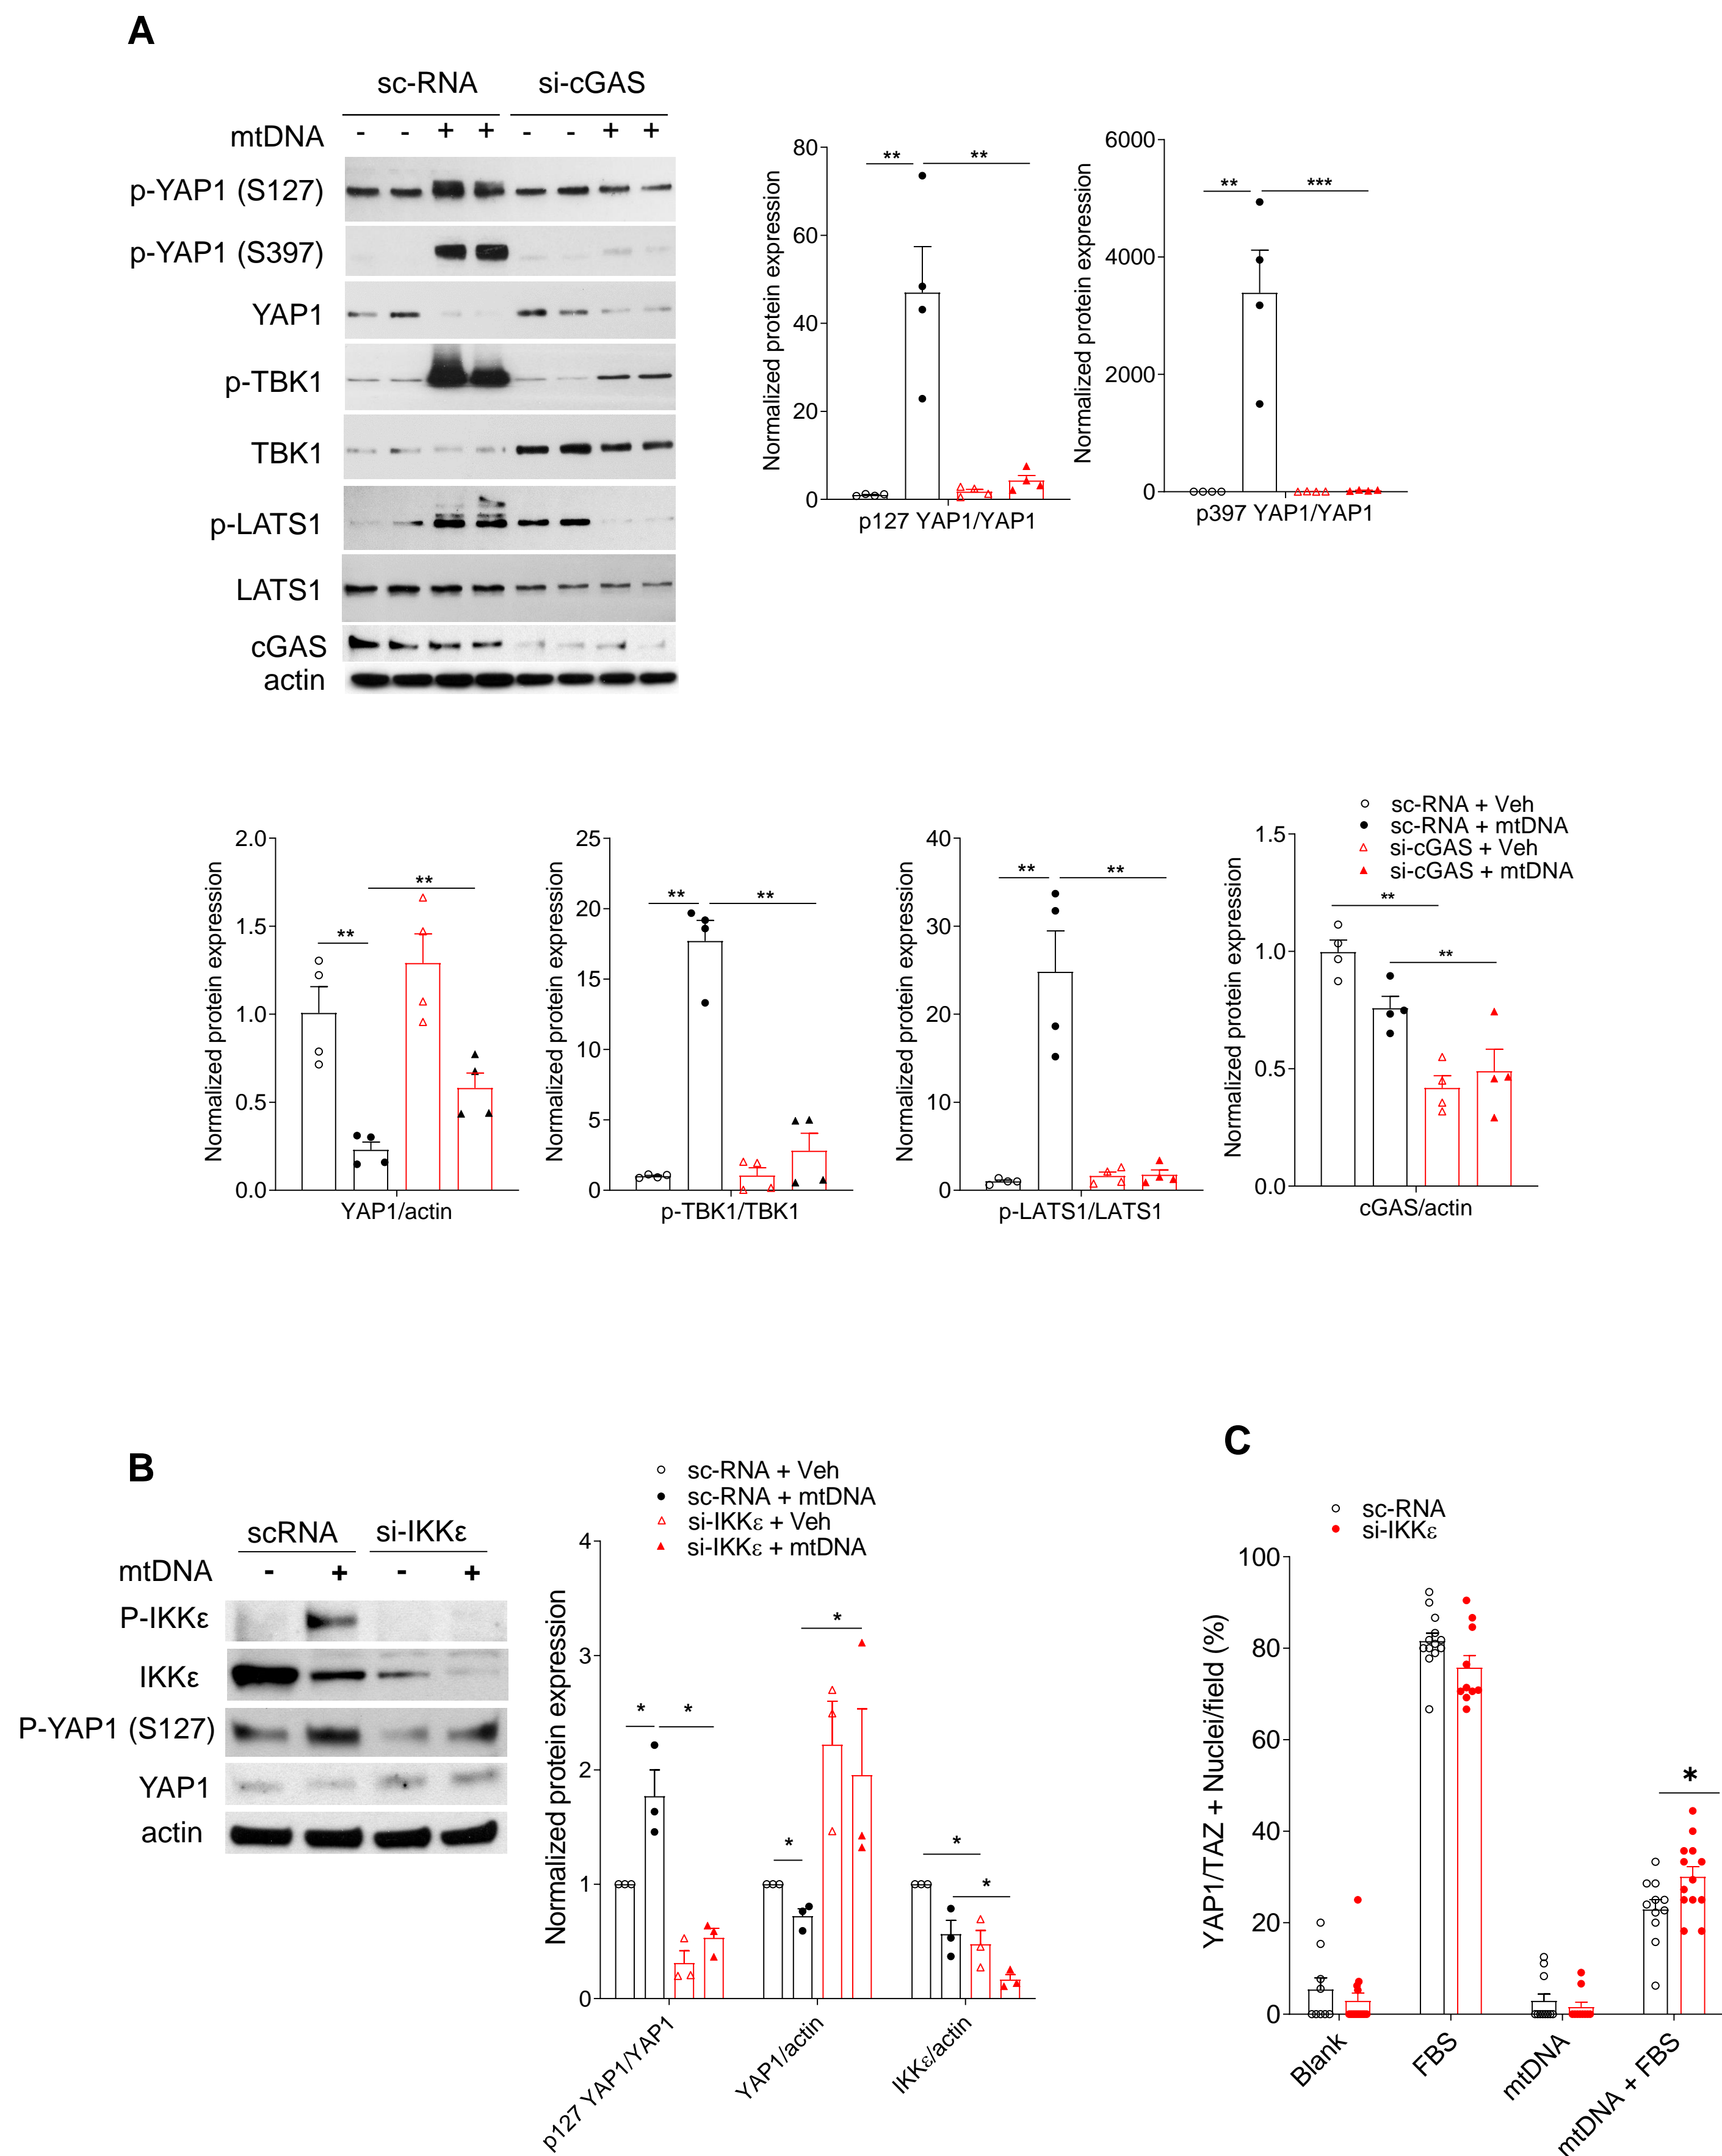 A
sc-RNA si-cGAS
mtDNA - - + + - - + +
p-YAP1 (S127)
p-YAP1 (S397)
YAP1
p-TBK1
TBK1
p-LATS1
LATS1
cGAS
actin
Normalized protein expression
80
60
40
20
0
** **
p127 YAP1/YAP1
Normalized protein expression
6000
4000
2000
0
** ***
p397 YAP1/YAP1
Normalized protein expression
2.0
1.5
1.0
0.5
0.0
** **
YAP1/actin
Normalized protein expression
25
20
15
10
5
0
** **
p-TBK1/TBK1
Normalized protein expression
40
30
20
10
0
** **
p-LATS1/LATS1
sc-RNA + Veh
sc-RNA + mtDNA
si-cGAS + Veh
si-cGAS + mtDNA
Normalized protein expression
1.5
1.0
0.5
0.0
** **
cGAS/actin
B
scRNA si-IKKε
mtDNA - + - +
P-IKKε
IKKε
P-YAP1 (S127)
YAP1
actin
sc-RNA + Veh
sc-RNA + mtDNA
si-IKKε + Veh
si-IKKε + mtDNA
Normalized protein expression
4
3
2
1
0
* * * * * *
p127 YAP1/YAP1
YAP1/actin
IKKε/actin
C
sc-RNA
si-IKKε
YAP1/TAZ + Nuclei/field (%)
100
80
60
40
20
0
*
Blank
FBS
mtDNA
mtDNA + FBS